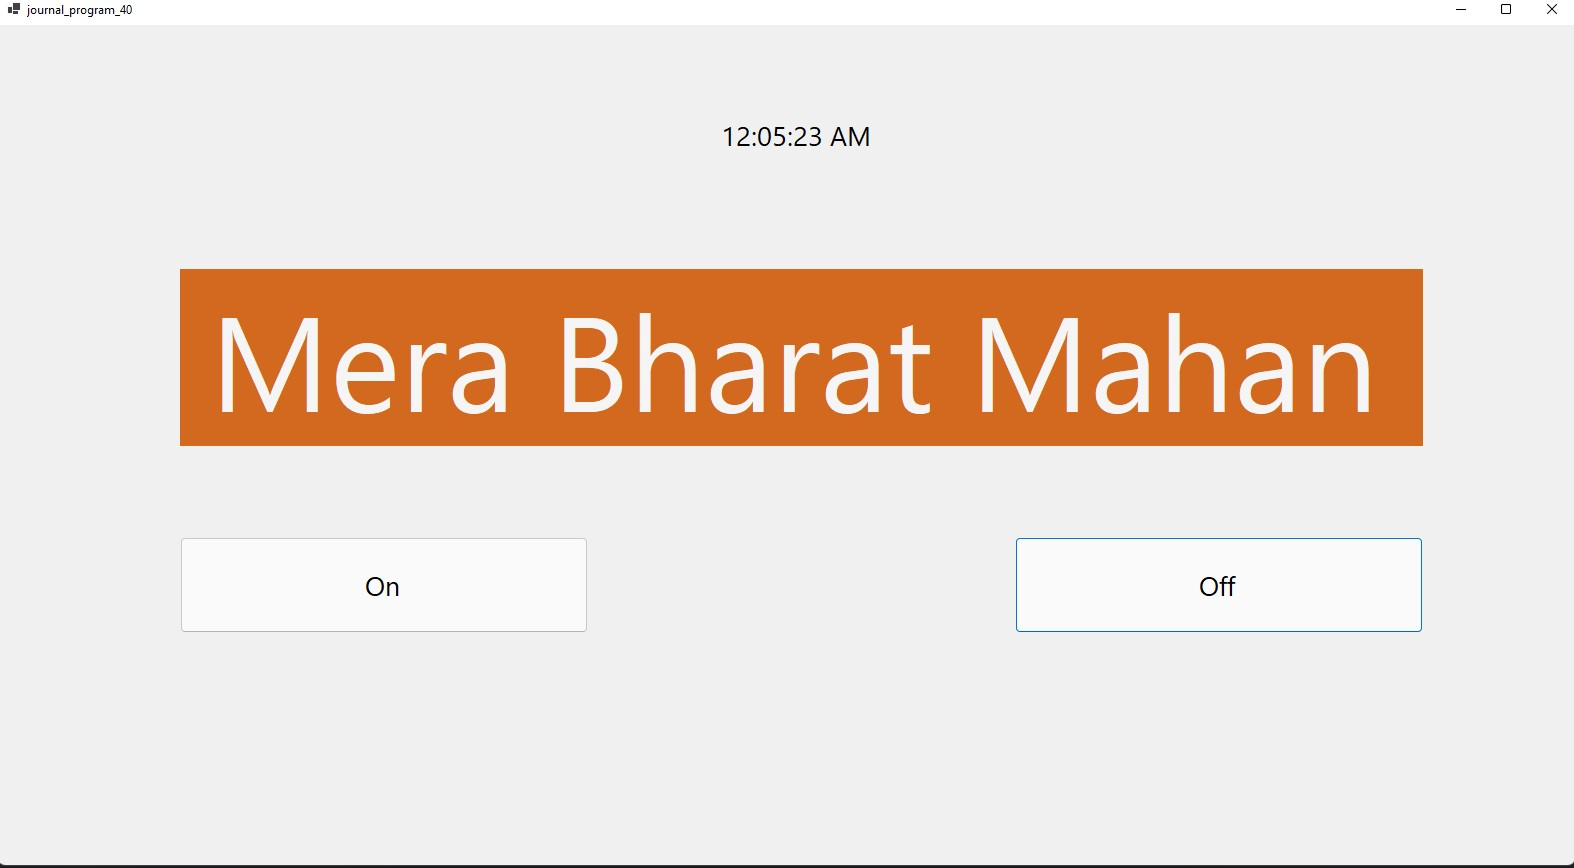 journal_program_40
12:05:23 AM
Mera Bharat Mahan
On
Off